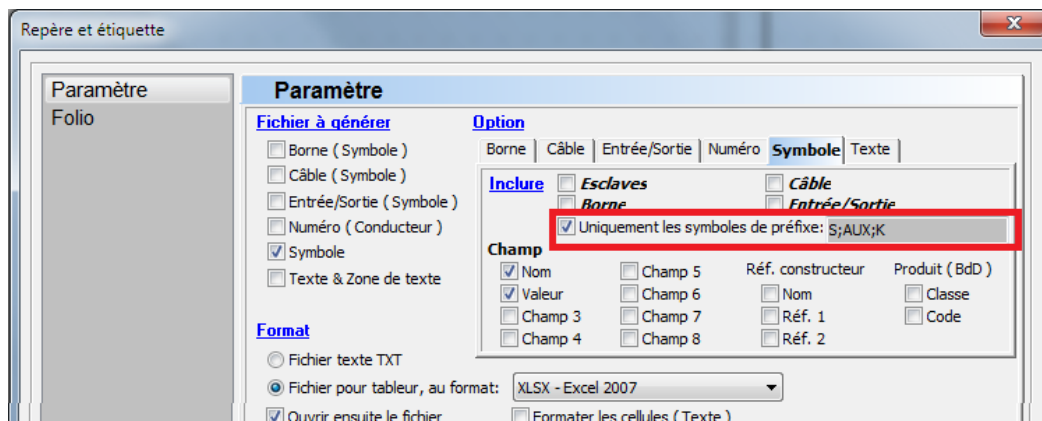 Repère et étiquette
x
Paramètre
Folio
Paramètre
Fichier à générer
Borne ( Symbole )
Câble ( Symbole )
Entrée/Sortie ( Symbole )
Numéro ( Conducteur )
Symbole
Texte & Zone de texte
Format
Fichier texte TXT
Fichier pour tableur, au format: XLSX - Excel 2007
Ouvrir ensuite le fichier Formater les cellules ( Texte )
Option
Borne Câble Entrée/Sortie Numéro Symbole Texte
Inclure Esclaves Câble
Borne Entrée/Sortie
Uniquement les symboles de préfixe: S;AUX;K
Champ
Nom Champ 5 Réf. constructeur Produit ( BdD )
Valeur Champ 6 Nom Classe
Champ 3 Champ 7 Réf. 1 Code
Champ 4 Champ 8 Réf. 2